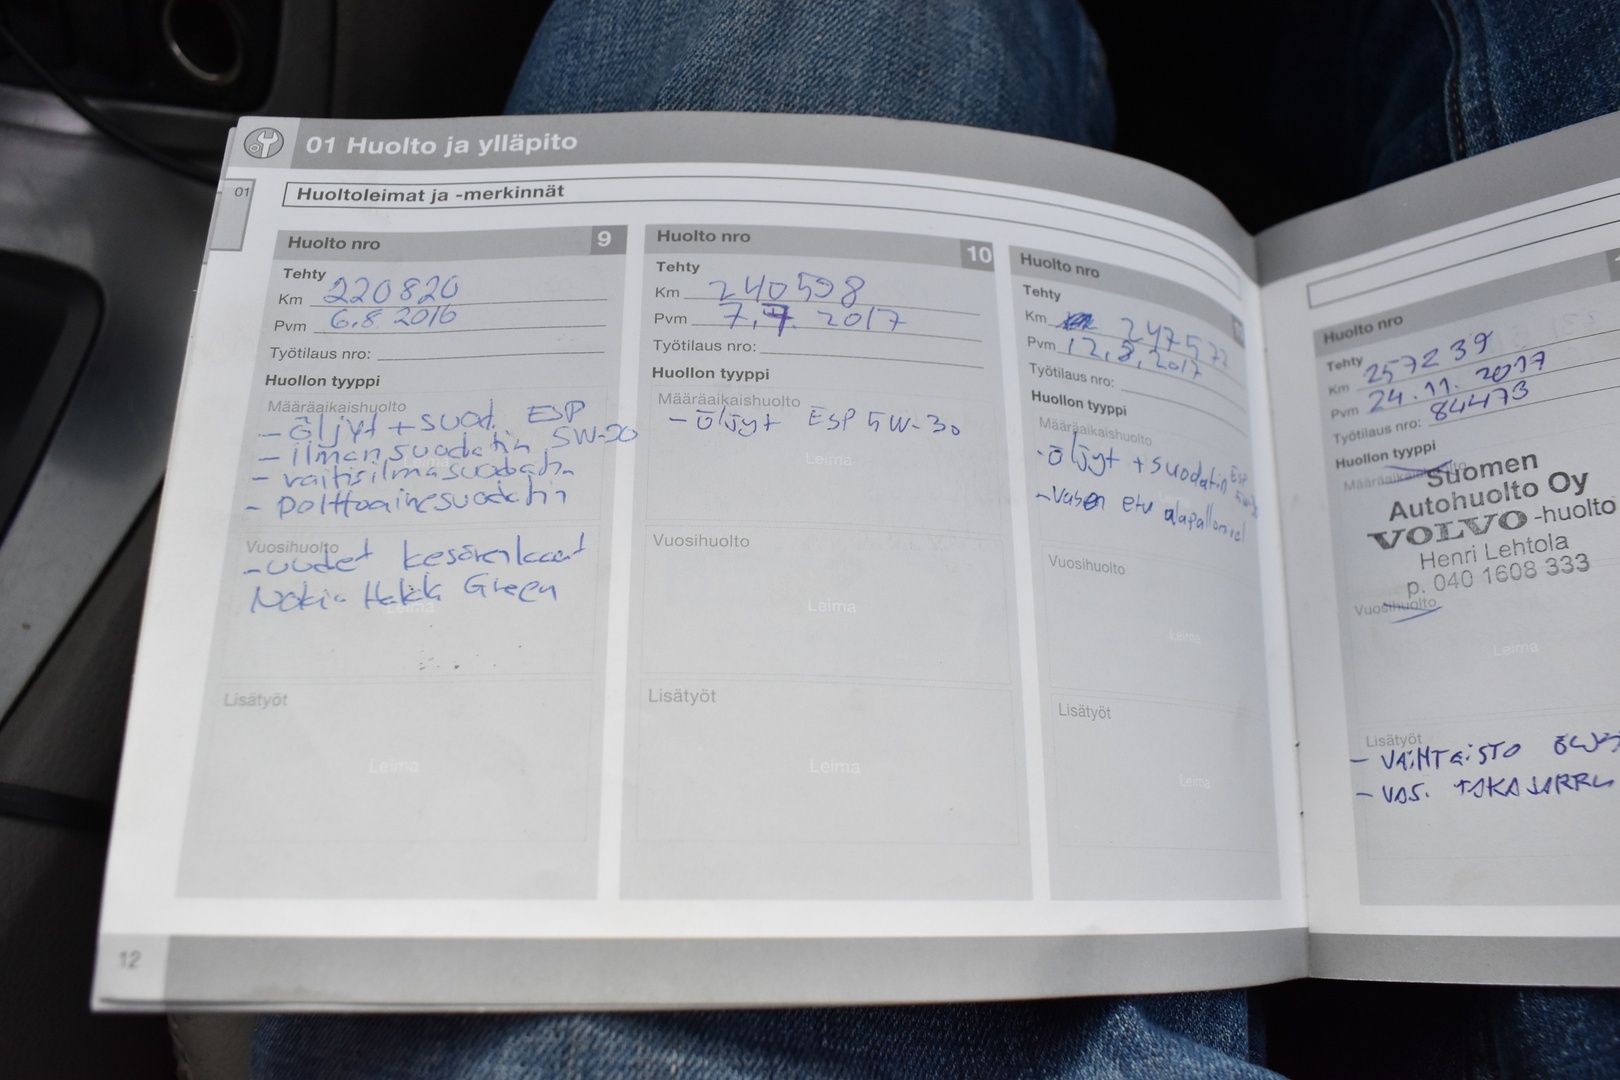 01 Huolto ja ylläpito
01
Huoltoleimat ja -merkinnät
Huolto nro 9
Tehty
Km 220820
Pvm 6.8 2016
Työtilaus nro:
Huollon tyyppi
Määräaikaishuolto
- öljyt + suod. ESP
5W-30
- ilmansuodatin
- raitisilmasuodatin
- polttoainesuodatin
Leima
Vuosihuolto
- uudet kesärenkaat
Nokia Hakk Green
Leima
Lisätyöt
Leima
Huolto nro 10
Tehty
Km 240598
Pvm 7.7. 2017
Työtilaus nro:
Huollon tyyppi
Määräaikaishuolto
- öljyt ESP 5W-30
Leima
Vuosihuolto
Leima
Lisätyöt
Leima
Huolto nro
Tehty
Km 247572
Pvm 12.9.2017
Työtilaus nro:
Huollon tyyppi
Määräaikaishuolto
- öljyt + suodatin ESP
- vasen etu alapallonivel
Vuosihuolto
Leima
Lisätyöt
Leima
12
Huolto nro
Tehty
Km 257239
Pvm 24.11.2017
Työtilaus nro: 84473
Huollon tyyppi
Määräaikaishuolto
Suomen
Autohuolto Oy
VOLVO -huolto
Henri Lehtola
p. 040 1608 333
Vuosihuolto
Leima
Lisätyöt
- VAS. TAKAJARRU